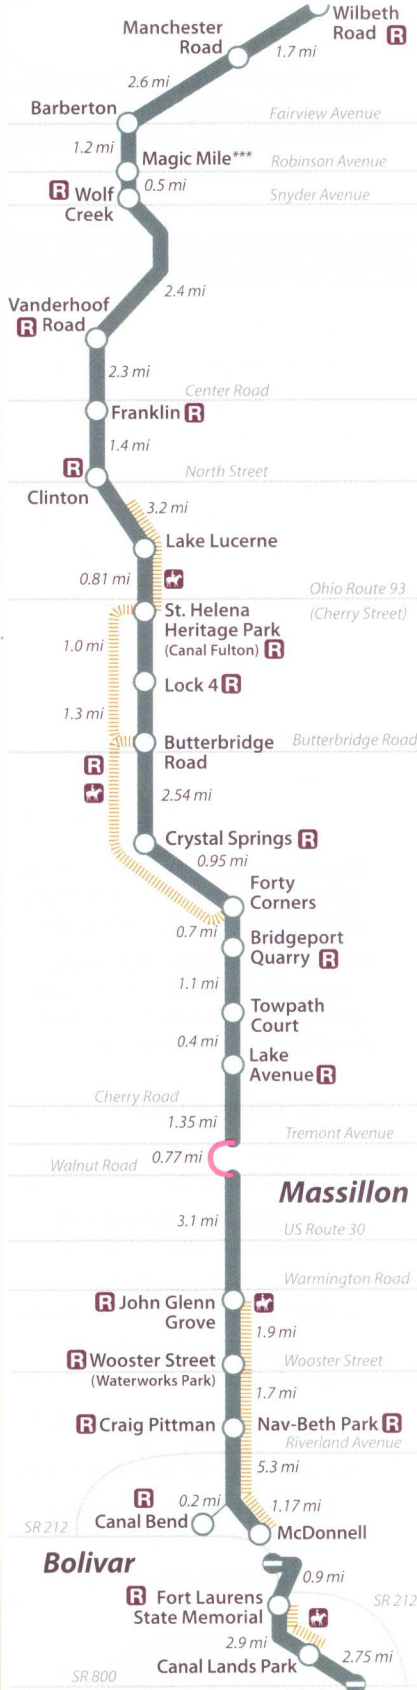 Wilbeth
Road R
Manchester
Road
1.7 mi
2.6 mi
Barberton
Fairview Avenue
1.2 mi
Magic Mile***
Robinson Avenue
R Wolf
Creek
0.5 mi
Snyder Avenue
2.4 mi
Vanderhoof
R Road
2.3 mi
Center Road
Franklin R
1.4 mi
R
Clinton
North Street
3.2 mi
Lake Lucerne
0.81 mi
Ohio Route 93
(Cherry Street)
St. Helena
Heritage Park
(Canal Fulton) R
1.0 mi
Lock 4 R
1.3 mi
Butterbridge
Road
Butterbridge Road
R
2.54 mi
Crystal Springs R
0.95 mi
Forty
Corners
0.7 mi
Bridgeport
Quarry R
1.1 mi
Towpath
Court
0.4 mi
Lake
Avenue R
Cherry Road
1.35 mi
Tremont Avenue
Walnut Road
0.77 mi
Massillon
3.1 mi
US Route 30
Warmington Road
R John Glenn
Grove
1.9 mi
R Wooster Street
(Waterworks Park)
Wooster Street
1.7 mi
R Craig Pittman
Nav-Beth Park R
Riverland Avenue
5.3 mi
R
Canal Bend
0.2 mi
1.17 mi
SR 212
McDonnell
Bolivar
0.9 mi
R Fort Laurens
State Memorial
SR 212
2.9 mi
Canal Lands Park
2.75 mi
SR 800